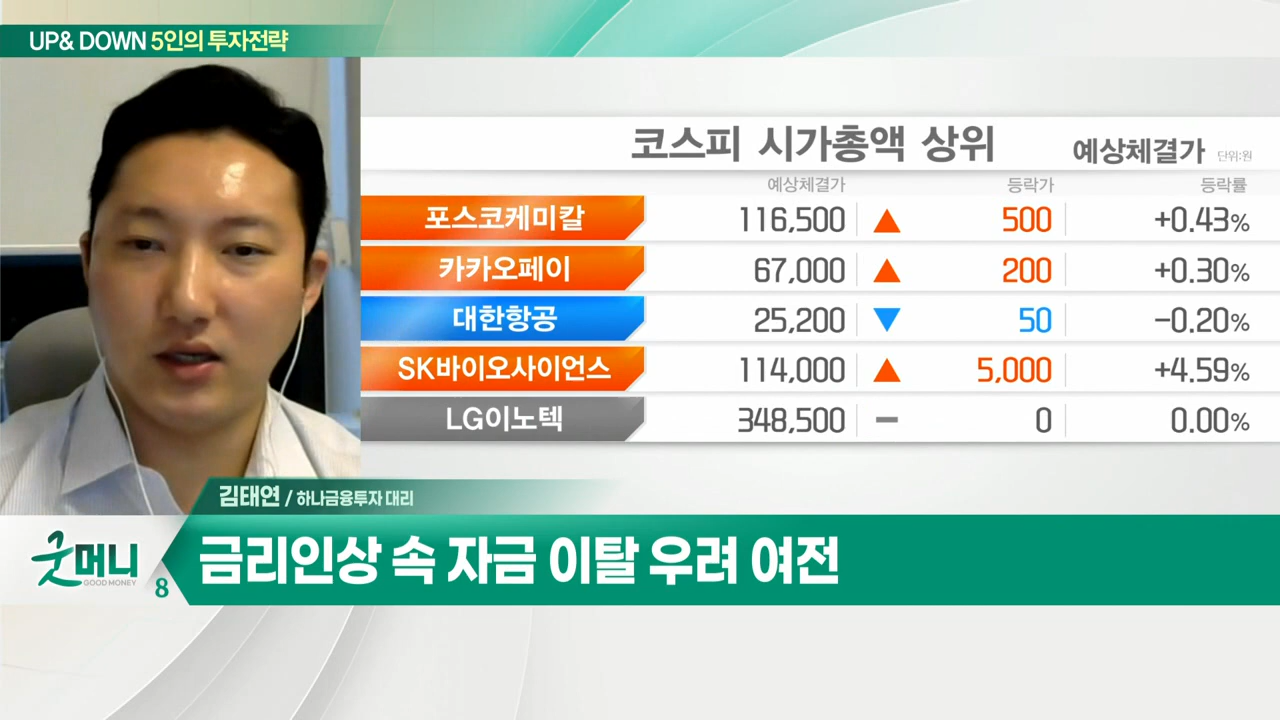 UP& DOWN 5인의 투자전략
코스피 시가총액 상위 예상체결가 단위:원
예상체결가 등락가 등락률
포스코케미칼 116,500 ▲ 500 +0.43%
카카오페이 67,000 ▲ 200 +0.30%
대한항공 25,200 ▼ 50 -0.20%
SK바이오사이언스 114,000 ▲ 5,000 +4.59%
LG이노텍 348,500 - 0 0.00%
김태연 / 하나금융투자 대리
굿머니
GOOD MONEY
8
금리인상 속 자금 이탈 우려 여전